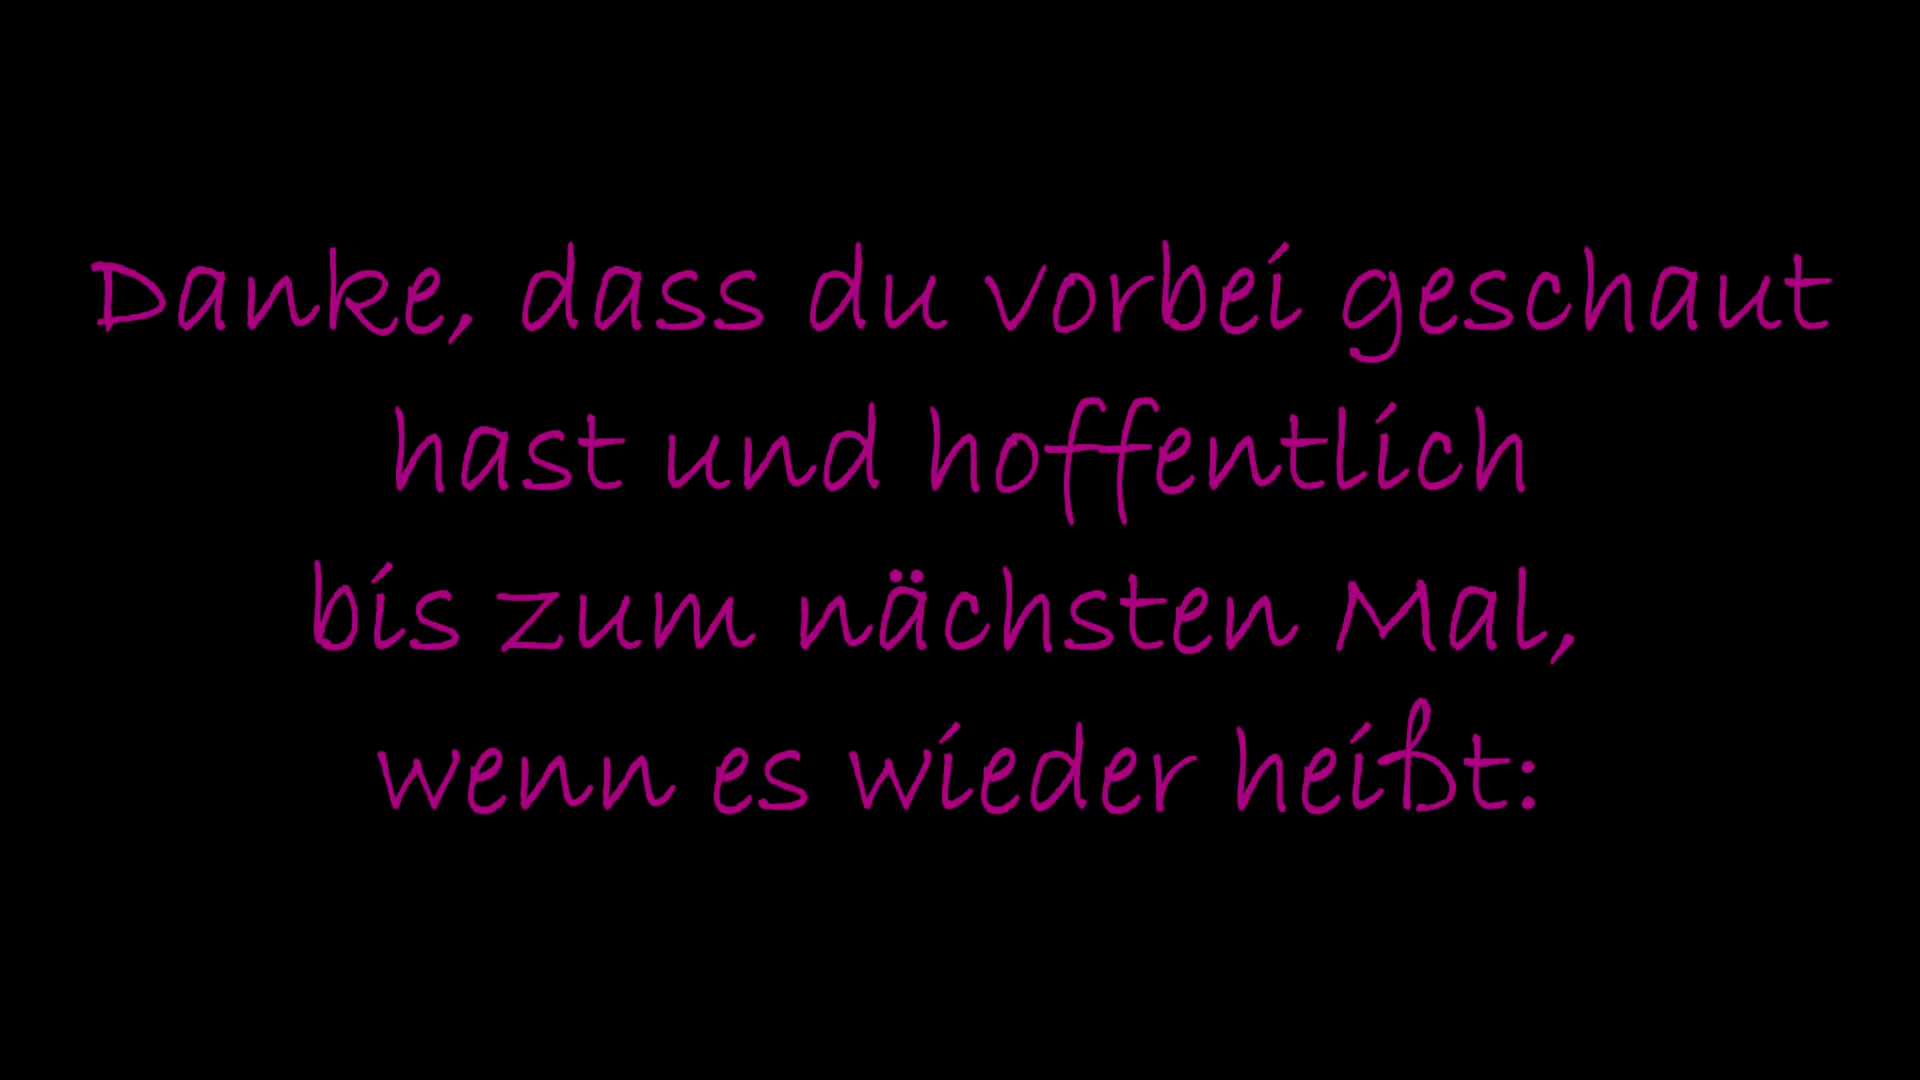 Danke, dass du vorbei geschaut
hast und hoffentlich
bis zum nächsten Mal,
wenn es wieder heißt: